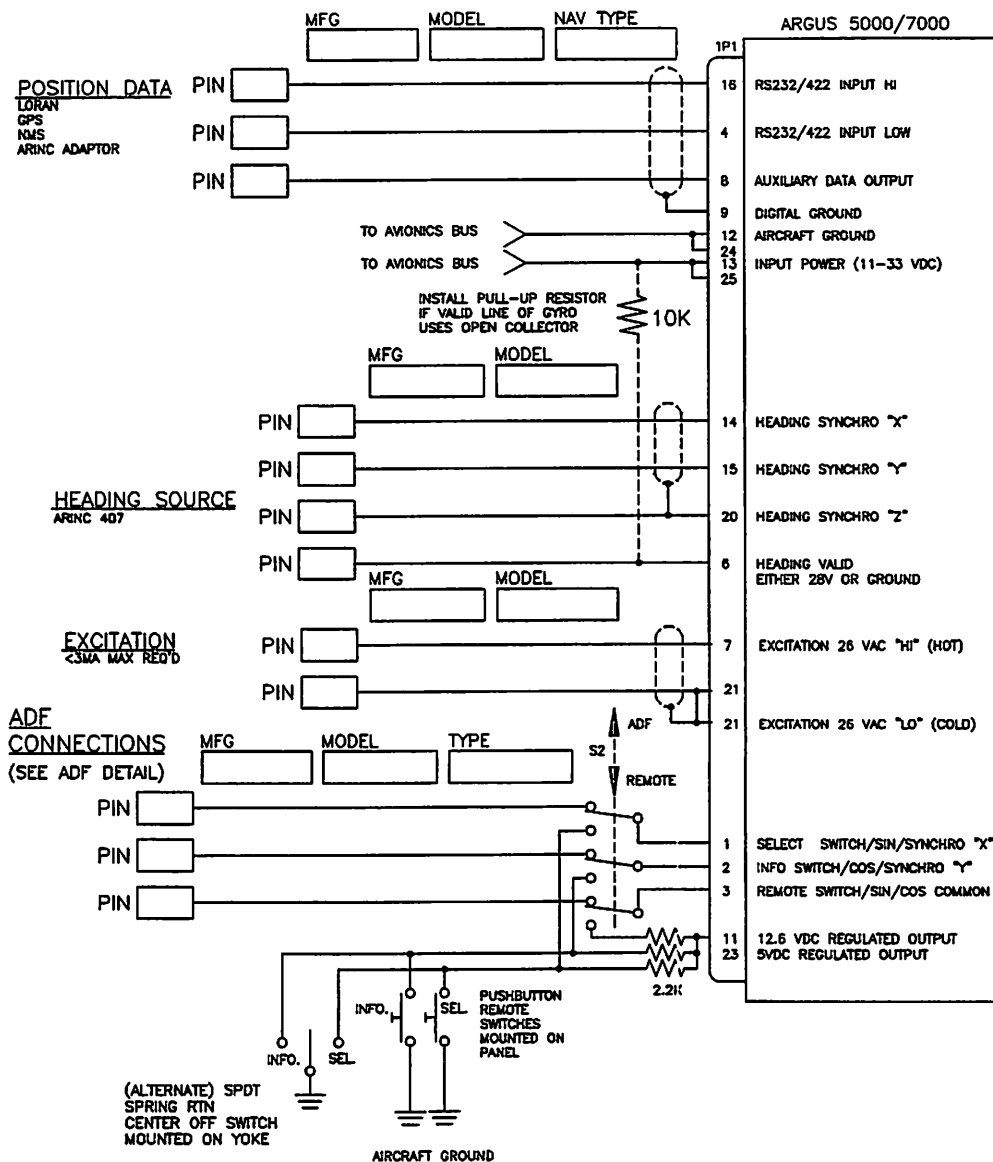 ARGUS 5000/7000
MFG MODEL NAV TYPE
1P1
POSITION DATA
LORAN
GPS
NMS
ARINC ADAPTOR
PIN 16 RS232/422 INPUT HI
PIN 4 RS232/422 INPUT LOW
PIN 8 AUXILIARY DATA OUTPUT
9 DIGITAL GROUND
TO AVIONICS BUS 12 AIRCRAFT GROUND
24
TO AVIONICS BUS 13 INPUT POWER (11-33 VDC)
25
INSTALL PULL-UP RESISTOR
IF VALID LINE OF GYRO
USES OPEN COLLECTOR
10K
MFG MODEL
PIN 14 HEADING SYNCHRO "X"
PIN 15 HEADING SYNCHRO "Y"
HEADING SOURCE
ARINC 407
PIN 20 HEADING SYNCHRO "Z"
PIN 6 HEADING VALID
EITHER 28V OR GROUND
MFG MODEL
EXCITATION
<3MA MAX REQ'D
PIN 7 EXCITATION 26 VAC "HI" (HOT)
PIN 21
21 EXCITATION 26 VAC "LO" (COLD)
ADF
CONNECTIONS
(SEE ADF DETAIL)
MFG MODEL TYPE
ADF
S2
REMOTE
PIN 1 SELECT SWITCH/SIN/SYNCHRO "X"
PIN 2 INFO SWITCH/COS/SYNCHRO "Y"
PIN 3 REMOTE SWITCH/SIN/COS COMMON
11 12.6 VDC REGULATED OUTPUT
23 5VDC REGULATED OUTPUT
2.2K
INFO. SEL.
PUSHBUTTON
REMOTE
SWITCHES
MOUNTED ON
PANEL
INFO. SEL.
(ALTERNATE) SPDT
SPRING RTN
CENTER OFF SWITCH
MOUNTED ON YOKE
AIRCRAFT GROUND